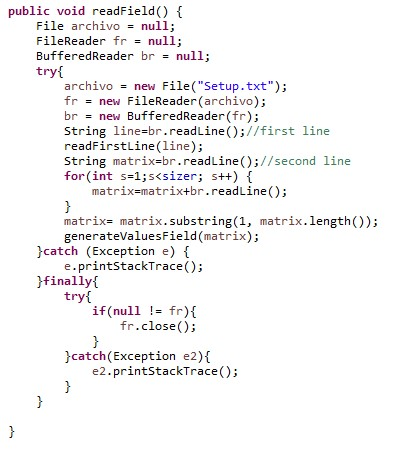 public void readField() {
    File archivo = null;
    FileReader fr = null;
    BufferedReader br = null;
    try{
        archivo = new File("Setup.txt");
        fr = new FileReader(archivo);
        br = new BufferedReader(fr);
        String line=br.readLine();//first line
        readFirstLine(line);
        String matrix=br.readLine();//second line
        for(int s=1;s<sizer; s++) {
            matrix=matrix+br.readLine();
        }
        matrix= matrix.substring(1, matrix.length());
        generateValuesField(matrix);
    }catch (Exception e) {
        e.printStackTrace();
    }finally{
        try{
            if(null != fr){
                fr.close();
            }
        }catch(Exception e2){
            e2.printStackTrace();
        }
    }

}